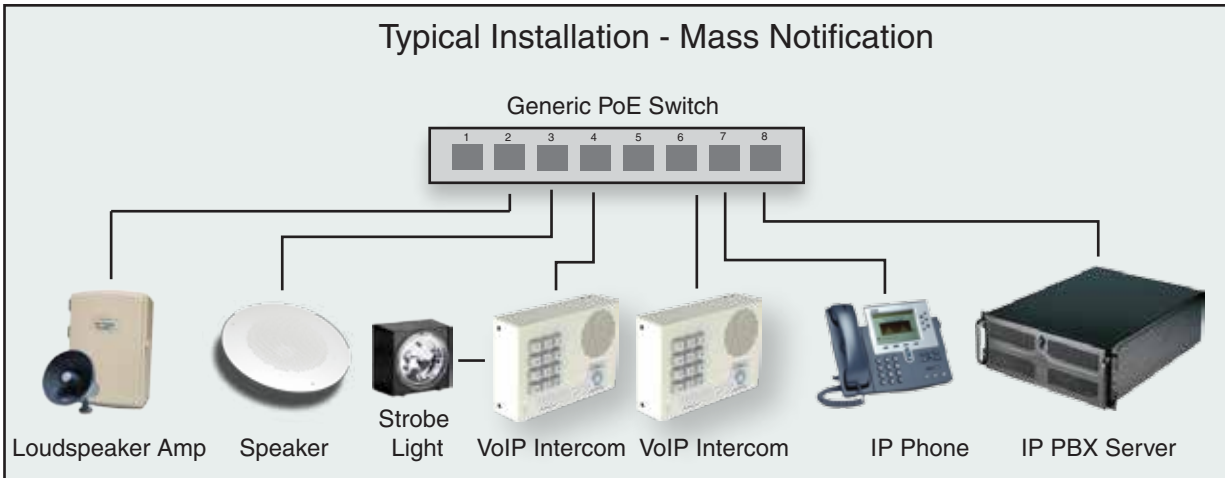 Typical Installation - Mass Notification
Generic PoE Switch
1 2 3 4 5 6 7 8
Loudspeaker Amp
Speaker
Strobe
Light
VoIP Intercom
VoIP Intercom
IP Phone
IP PBX Server